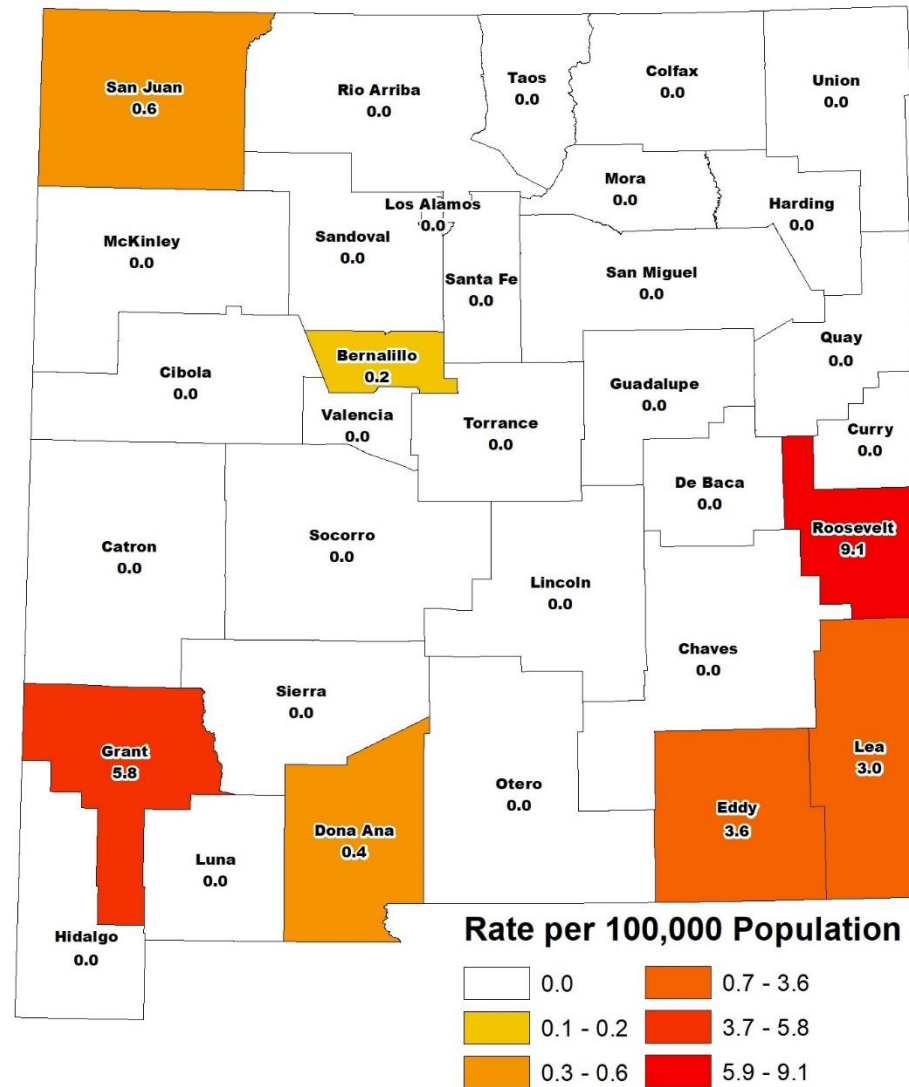 San Juan
0.6
Rio Arriba
0.0
Taos
0.0
Colfax
0.0
Union
0.0
Mora
0.0
Harding
0.0
Los Alamos
0.0
McKinley
0.0
Sandoval
0.0
Santa Fe
0.0
San Miguel
0.0
Quay
0.0
Cibola
0.0
Bernalillo
0.2
Guadalupe
0.0
Valencia
0.0
Torrance
0.0
Curry
0.0
De Baca
0.0
Roosevelt
9.1
Catron
0.0
Socorro
0.0
Lincoln
0.0
Chaves
0.0
Sierra
0.0
Grant
5.8
Lea
3.0
Otero
0.0
Eddy
3.6
Dona Ana
0.4
Luna
0.0
Hidalgo
0.0
Rate per 100,000 Population
0.0
0.1 - 0.2
0.3 - 0.6
0.7 - 3.6
3.7 - 5.8
5.9 - 9.1